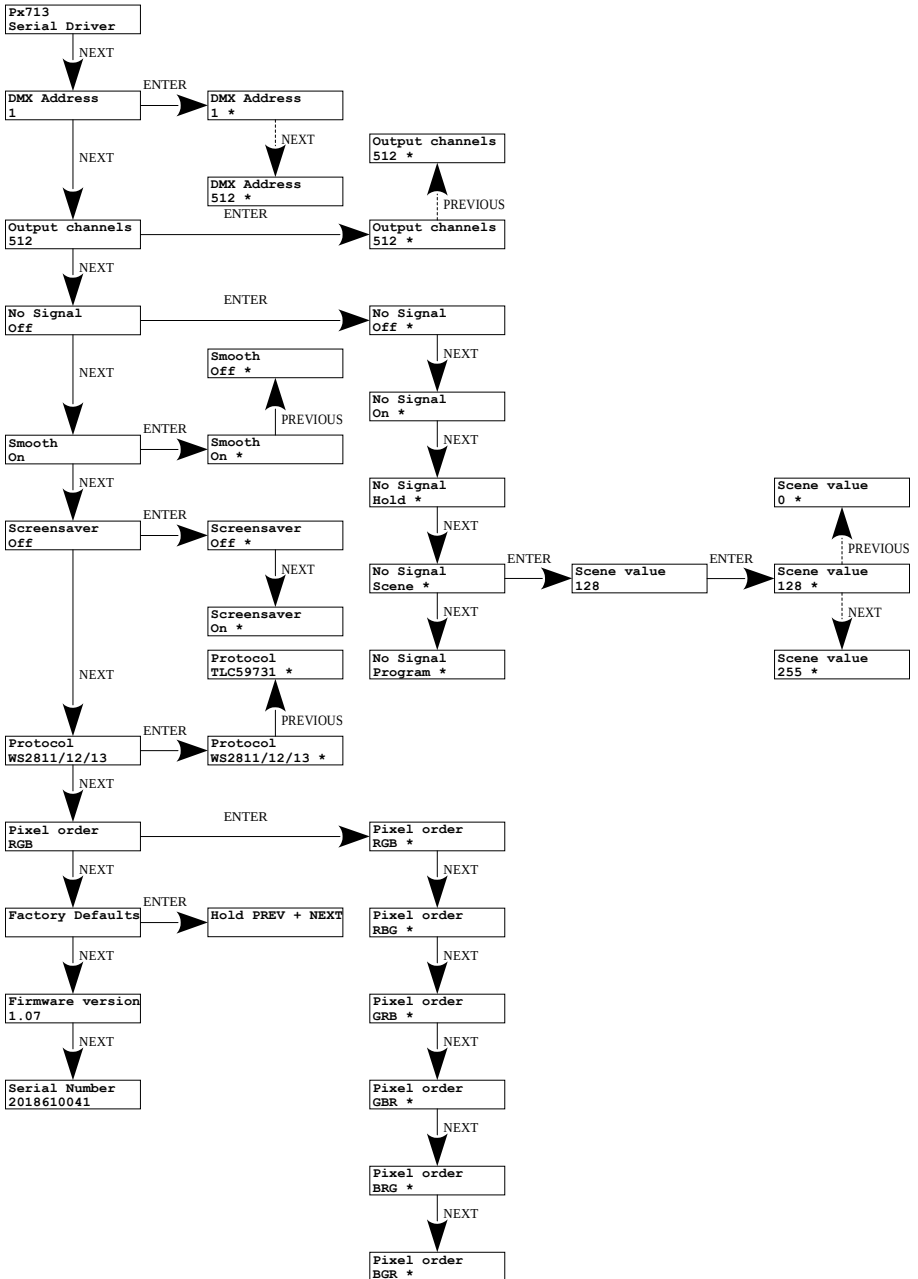 Px713
Serial Driver
NEXT
DMX Address
1
ENTER
DMX Address
1 *
NEXT
DMX Address
512 *
NEXT
Output channels
512
ENTER
Output channels
512 *
PREVIOUS
Output channels
512 *
NEXT
No Signal
Off
ENTER
No Signal
Off *
NEXT
No Signal
On *
NEXT
No Signal
Hold *
NEXT
No Signal
Scene *
ENTER
Scene value
128
ENTER
Scene value
128 *
PREVIOUS
Scene value
0 *
NEXT
Scene value
255 *
NEXT
No Signal
Program *
NEXT
Smooth
On
ENTER
Smooth
On *
PREVIOUS
Smooth
Off *
NEXT
Screensaver
Off
ENTER
Screensaver
Off *
NEXT
Screensaver
On *
NEXT
Protocol
WS2811/12/13
ENTER
Protocol
WS2811/12/13 *
PREVIOUS
Protocol
TLC59731 *
NEXT
Pixel order
RGB
ENTER
Pixel order
RGB *
NEXT
Pixel order
RBG *
NEXT
Pixel order
GRB *
NEXT
Pixel order
GBR *
NEXT
Pixel order
BRG *
NEXT
Pixel order
BGR *
NEXT
Factory Defaults
ENTER
Hold PREV + NEXT
NEXT
Firmware version
1.07
NEXT
Serial Number
2018610041